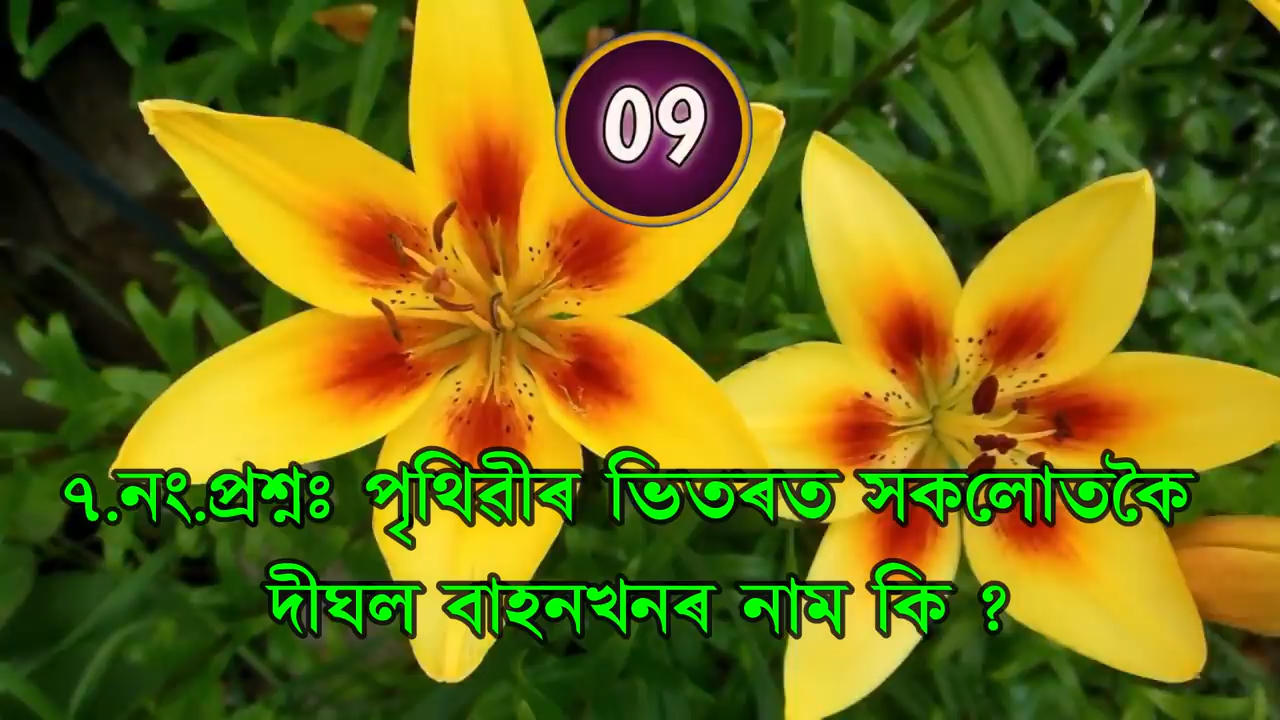 09
৭.নং.প্ৰশ্নঃ পৃথিৱীৰ ভিতৰত সকলোতকৈ
দীঘল বাহনখনৰ নাম কি ?